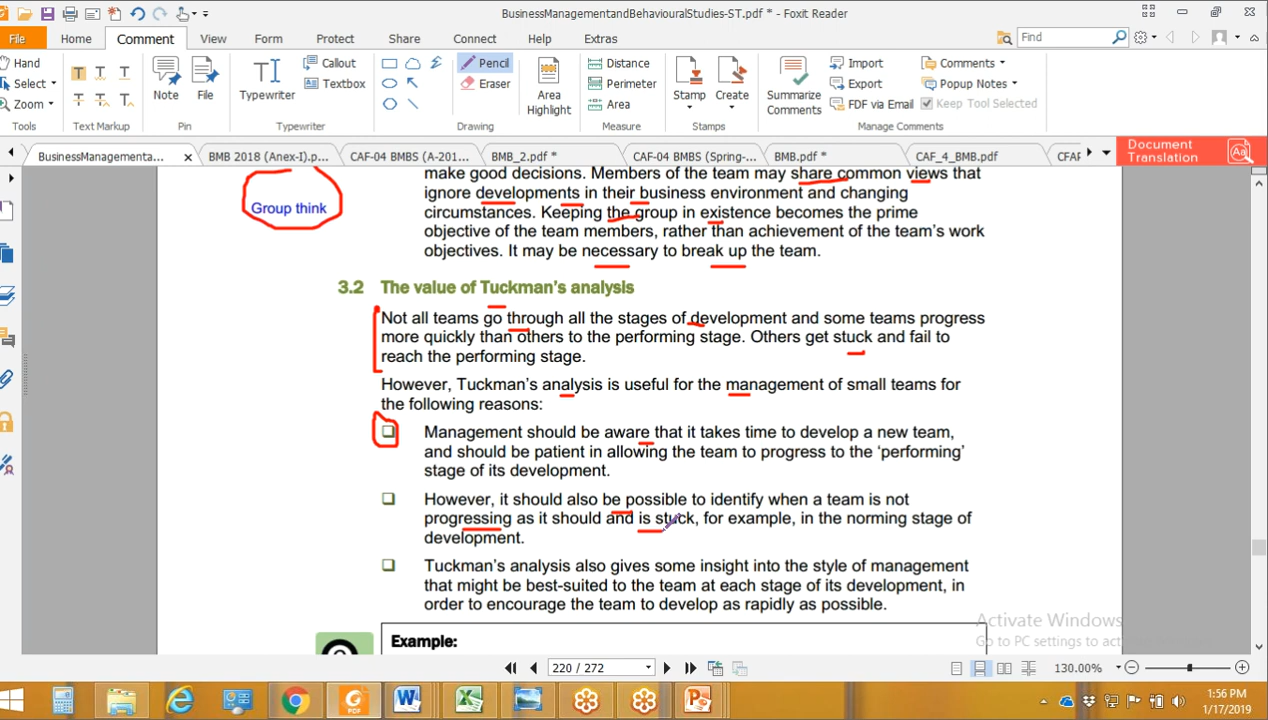 BusinessManagementandBehaviouralStudies-ST.pdf * - Foxit Reader
File Home Comment View Form Protect Share Connect Help Extras Find
Hand Select Zoom Tools
T T T T T T Text Markup
Note File Pin
Typewriter Callout Textbox Typewriter
Pencil Eraser Area Highlight Drawing
Distance Perimeter Area Measure
Stamp Create Stamps
Summarize Comments Import Export FDF via Email Comments Popup Notes Keep Tool Selected Manage Comments
BusinessManagementa... BMB 2018 (Anex-I).p... CAF-04 BMBS (A-201... BMB_2.pdf * CAF-04 BMBS (Spring-... BMB.pdf * CAF_4_BMB.pdf CFAF
Document Translation
make good decisions. Members of the team may share common views that
Group think
ignore developments in their business environment and changing
circumstances. Keeping the group in existence becomes the prime
objective of the team members, rather than achievement of the team's work
objectives. It may be necessary to break up the team.
3.2 The value of Tuckman's analysis
Not all teams go through all the stages of development and some teams progress
more quickly than others to the performing stage. Others get stuck and fail to
reach the performing stage.
However, Tuckman's analysis is useful for the management of small teams for
the following reasons:
Management should be aware that it takes time to develop a new team,
and should be patient in allowing the team to progress to the 'performing'
stage of its development.
However, it should also be possible to identify when a team is not
progressing as it should and is stuck, for example, in the norming stage of
development.
Tuckman's analysis also gives some insight into the style of management
that might be best-suited to the team at each stage of its development, in
order to encourage the team to develop as rapidly as possible.
Example:
Activate Windows
Go to PC settings to
220 / 272
130.00%
1:56 PM
1/17/2019